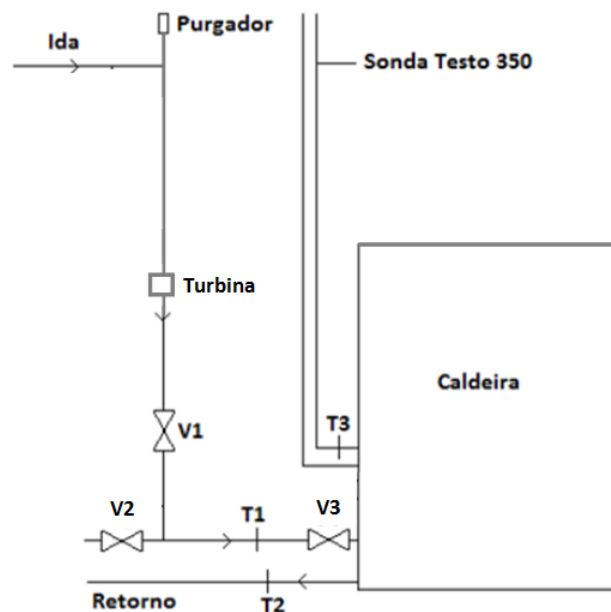 Purgador
Ida
Sonda Testo 350
Turbina
Caldeira
T3
V1
V2
T1
V3
Retorno
T2